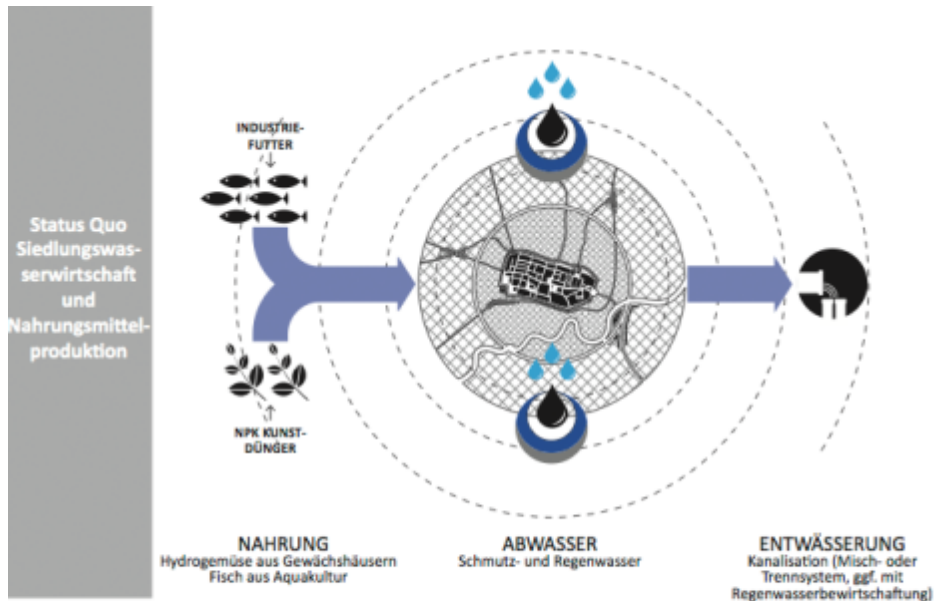 Status Quo
Siedlungswas-
serwirtschaft
und
Nahrungsmittel-
produktion
INDUSTRIE-
FUTTER
NPK KUNST-
DÜNGER
NAHRUNG
Hydrogemüse aus Gewächshäusern
Fisch aus Aquakultur
ABWASSER
Schmutz- und Regenwasser
ENTWÄSSERUNG
Kanalisation (Misch- oder
Trennsystem, ggf. mit
Regenwasserbewirtschaftung)